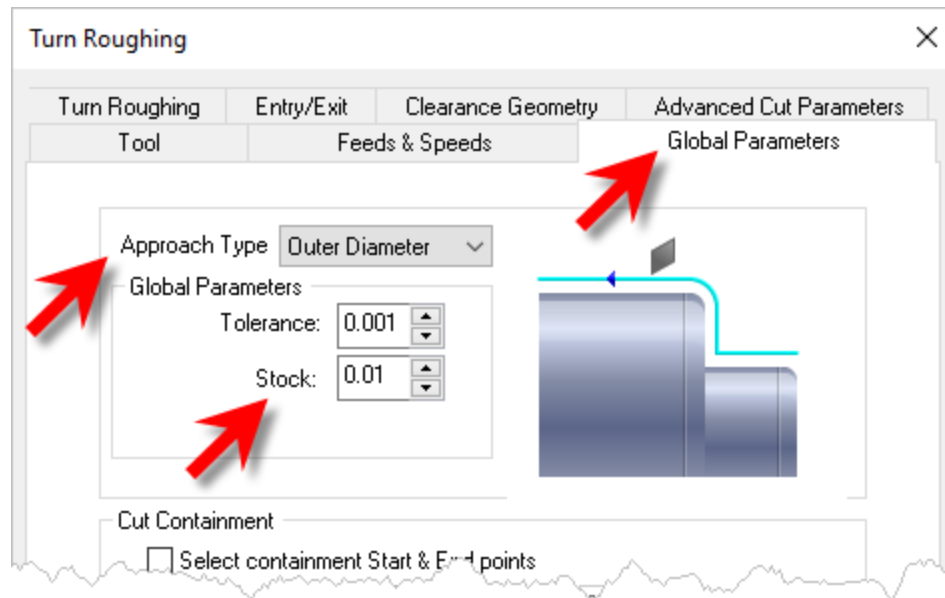 Turn Roughing
Turn Roughing Entry/Exit Clearance Geometry Advanced Cut Parameters
Tool Feeds & Speeds Global Parameters
Approach Type Outer Diameter
Global Parameters
Tolerance: 0.001
Stock: 0.01
Cut Containment
Select containment Start & End points